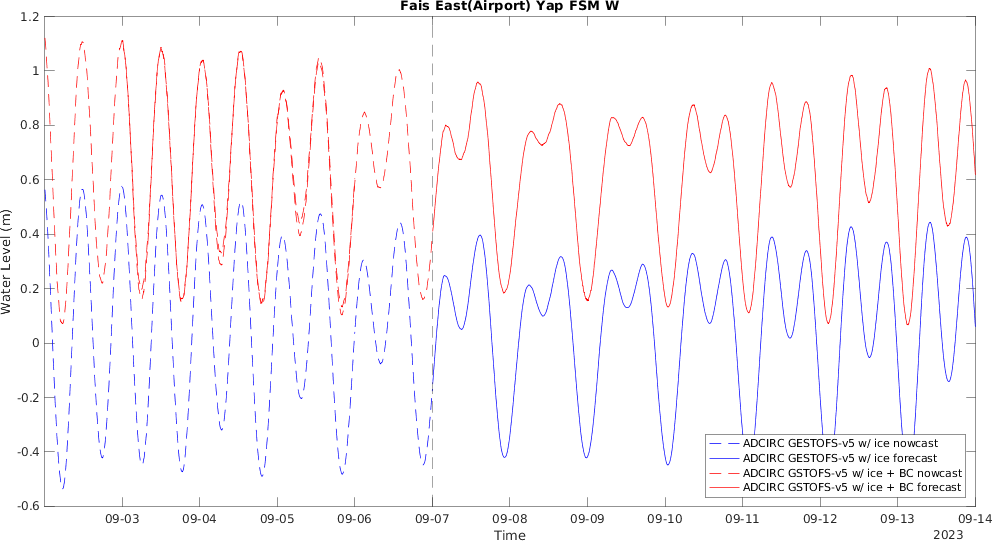 Fais East(Airport) Yap FSM W
1.2
1
0.8
0.6
0.4
0.2
0
-0.2
-0.4
-0.6
Water Level (m)
ADCIRC GESTOFS-v5 w/ ice nowcast
ADCIRC GESTOFS-v5 w/ ice forecast
ADCIRC GSTOFS-v5 w/ ice + BC nowcast
ADCIRC GSTOFS-v5 w/ ice + BC forecast
09-03 09-04 09-05 09-06 09-07 09-08 09-09 09-10 09-11 09-12 09-13 09-14
Time
2023